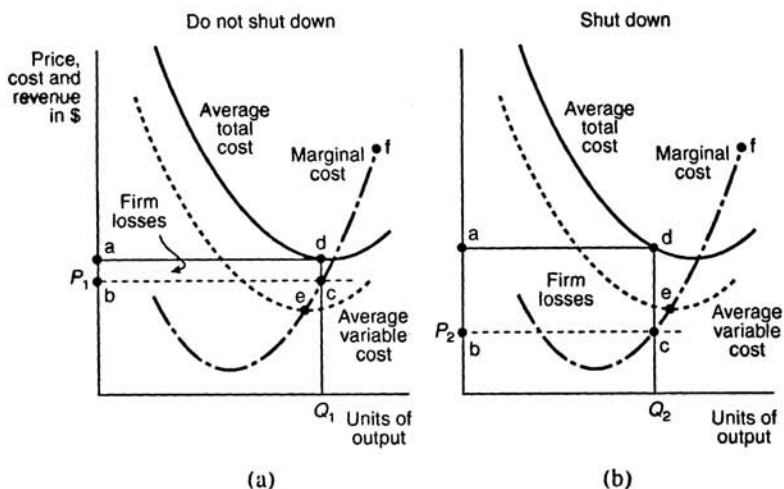 Do not shut down
Price,
cost and
revenue
in $
Average
total
cost
Marginal
cost
f
Firm
losses
a
d
P1
b
c
e
Average
variable
cost
Q1
Units of
output
(a)
Shut down
Average
total
cost
Marginal
cost
f
a
d
e
Firm
losses
P2
b
c
Average
variable
cost
Q2
Units of
output
(b)